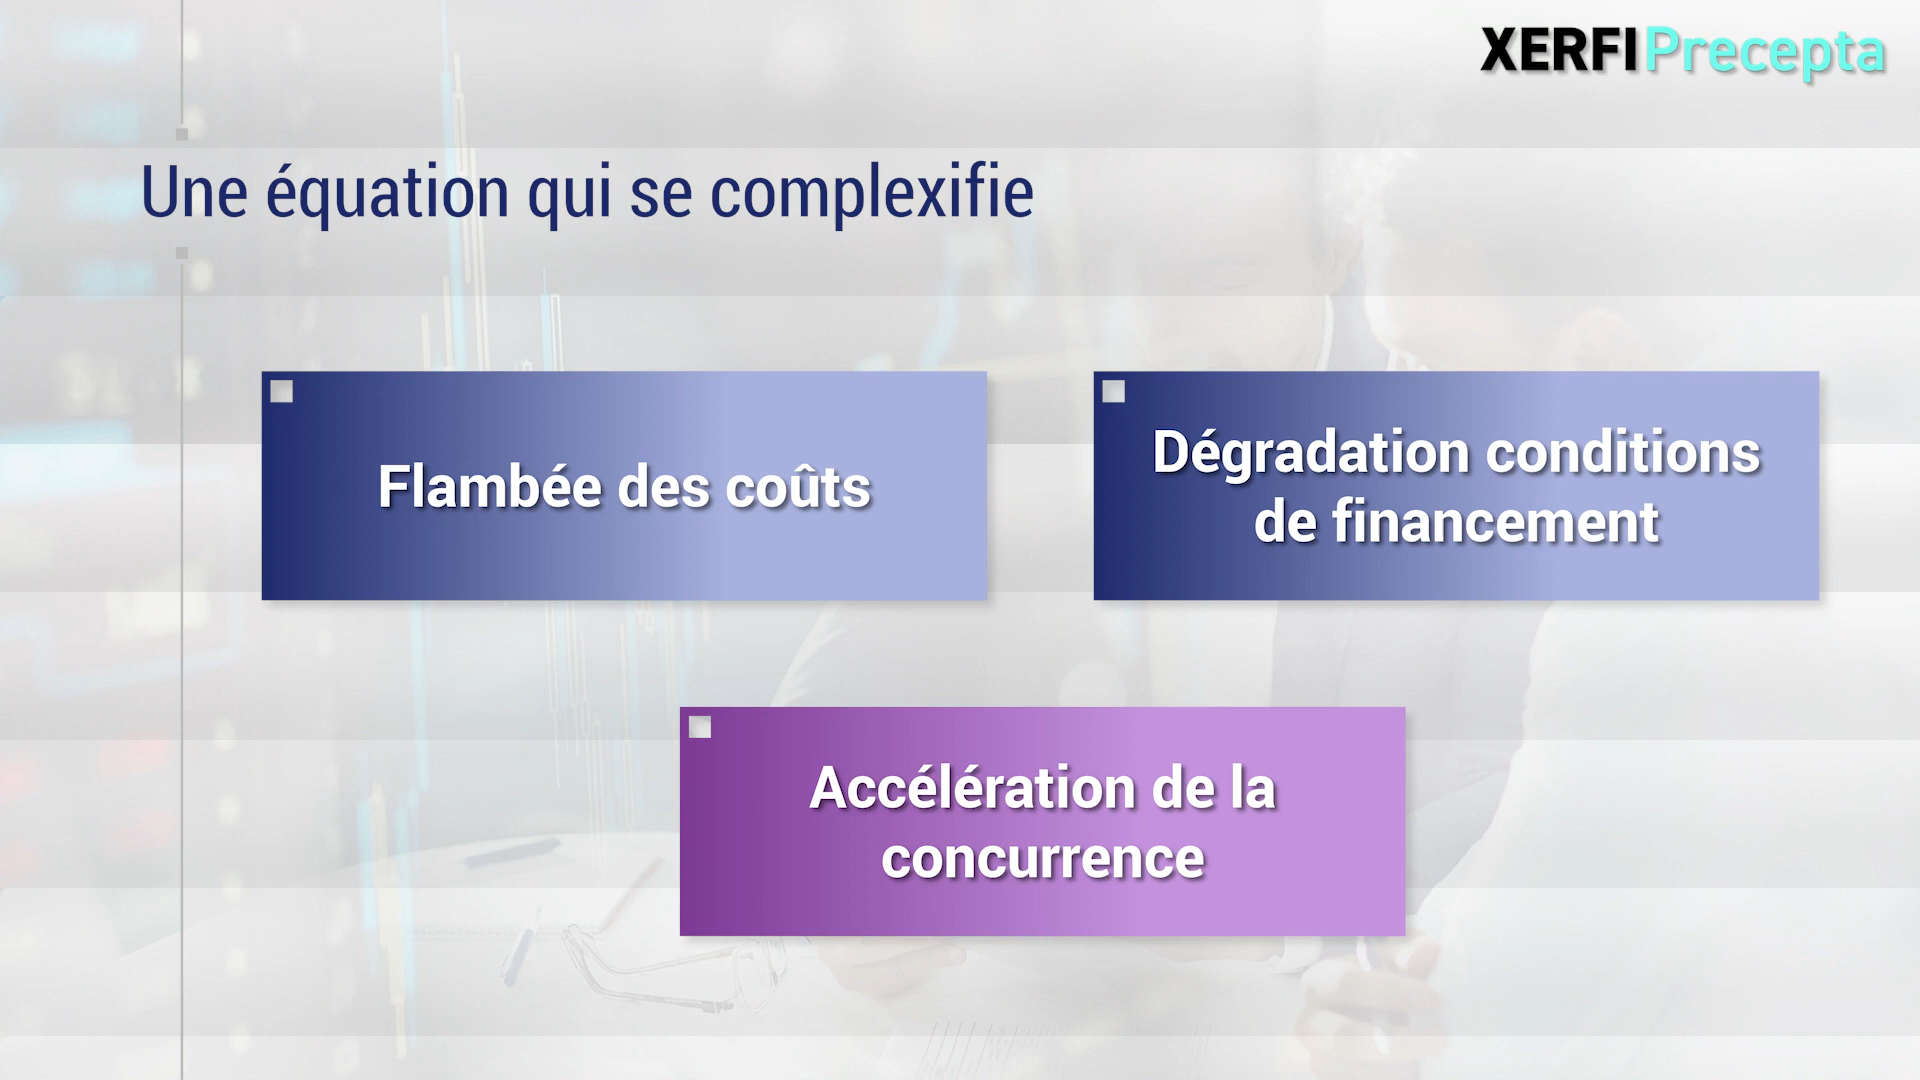 XERFI Precepta
Une équation qui se complexifie
Flambée des coûts
Dégradation conditions
de financement
Accélération de la
concurrence